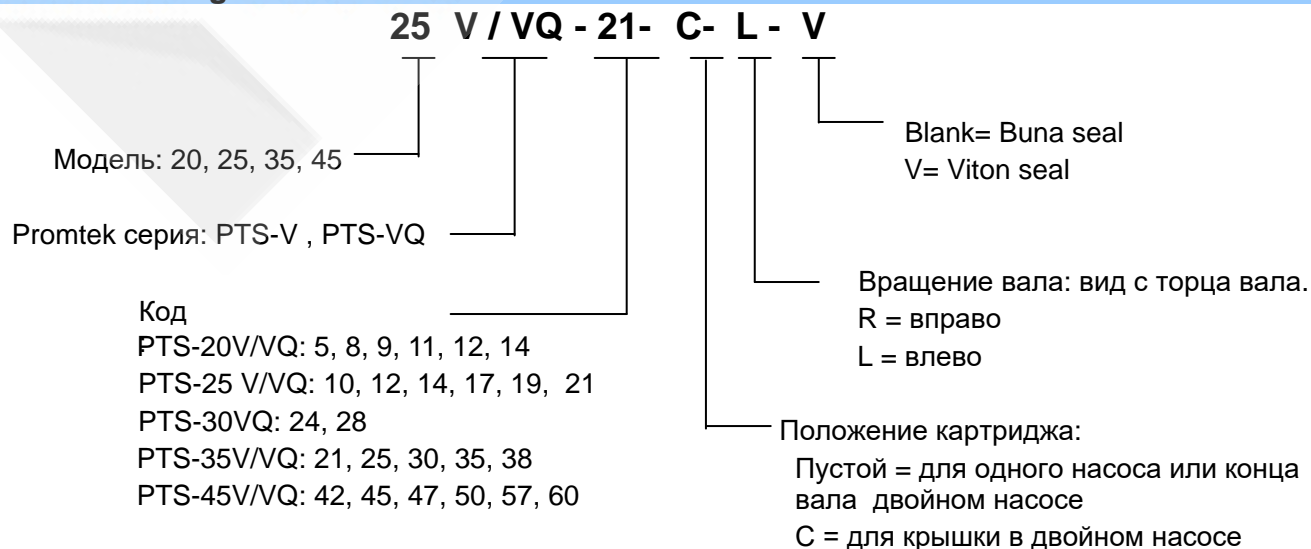 25 V / VQ - 21- C- L - V
Blank= Buna seal
V= Viton seal
Модель: 20, 25, 35, 45
Promtek серия: PTS-V , PTS-VQ
Вращение вала: вид с торца вала.
R = вправо
L = влево
Код
PTS-20V/VQ: 5, 8, 9, 11, 12, 14
PTS-25 V/VQ: 10, 12, 14, 17, 19, 21
PTS-30VQ: 24, 28
PTS-35V/VQ: 21, 25, 30, 35, 38
PTS-45V/VQ: 42, 45, 47, 50, 57, 60
Положение картриджа:
Пустой = для одного насоса или конца
вала двойном насосе
C = для крышки в двойном насосе